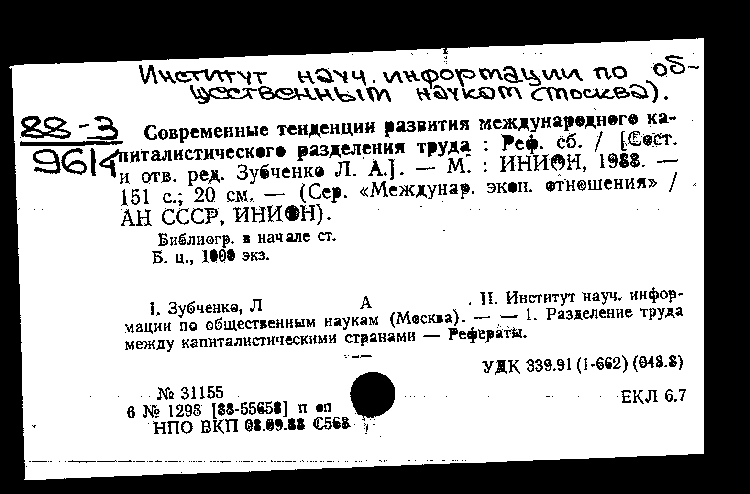 Институт науч. информации по об-
щественным наукам (Москва).
88-3
9614
Современные тенденции развития международного ка-
питалистического разделения труда : Реф. сб. / [Сост.
и отв. ред. Зубченко Л. А.]. — М. : ИНИОН, 1988. —
151 с.; 20 см. — (Сер. «Междунар. экон. отношения» /
АН СССР, ИНИОН).
Библиогр. в начале ст.
Б. ц., 1000 экз.
I. Зубченко, Л А . II. Институт науч. инфор-
мации по общественным наукам (Москва). — — 1. Разделение труда
между капиталистическими странами — Рефераты.
УДК 339.91 (1-662) (048.8)
№ 31155
6 № 1298 [88-55658] п оп
ЕКЛ 6.7
НПО ВКП 08.09.88 С568